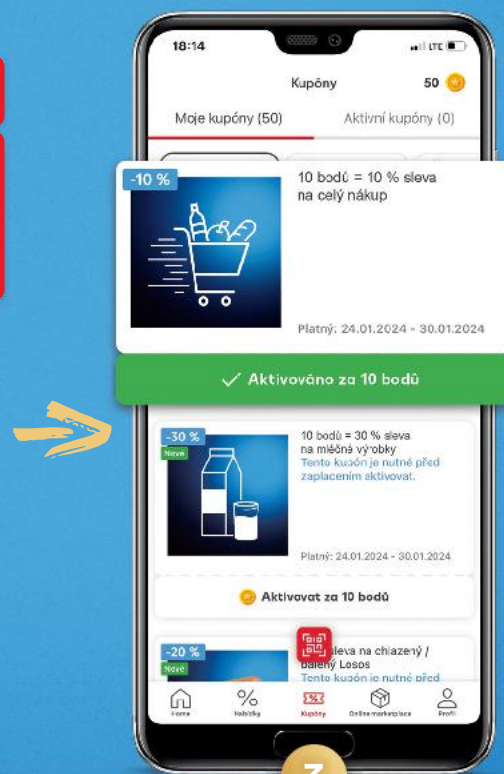 18:14
LTE
Kupóny
50
Moje kupóny (50)
Aktivní kupóny (0)
-10 %
10 bodů = 10 % sleva
na celý nákup
Platný: 24.01.2024 - 30.01.2024
Aktivováno za 10 bodů
-30 %
Nové
10 bodů = 30 % sleva
na mléčné výrobky
Tento kupón je nutné před
zaplacením aktivovat.
Platný: 24.01.2024 - 30.01.2024
Aktivovat za 10 bodů
-20 %
Nové
sleva na chlazený /
balený Losos
Tento kupón je nutné před
Home
Nabídky
Kupóny
Online marketplace
Profil
3